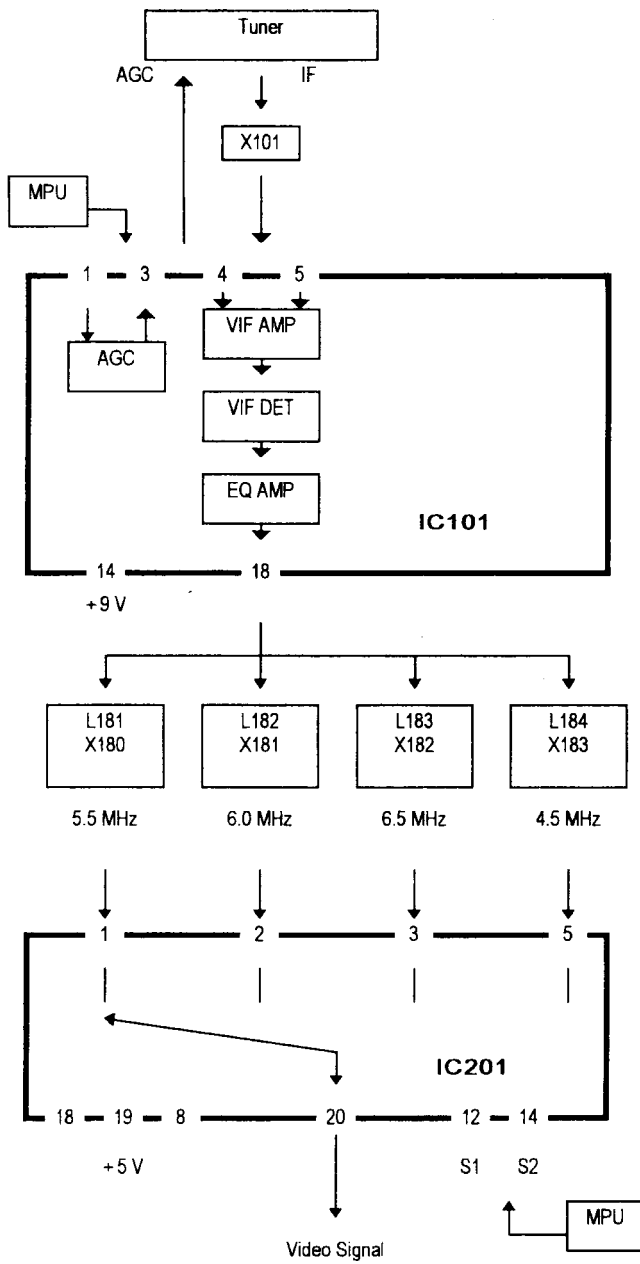 Tuner
AGC IF
X101
MPU
1 3 4 5
VIF AMP
AGC
VIF DET
EQ AMP
IC101
14 18
+9 V
L181 L182 L183 L184
X180 X181 X182 X183
5.5 MHz 6.0 MHz 6.5 MHz 4.5 MHz
1 2 3 5
IC201
18 19 8 20 12 14
+5 V S1 S2
MPU
Video Signal